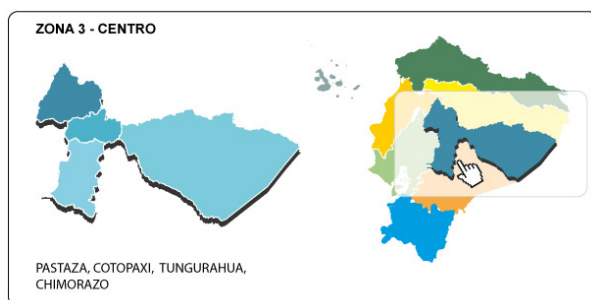 ZONA 3 - CENTRO
PASTAZA, COTOPAXI, TUNGURAHUA,
CHIMORAZO